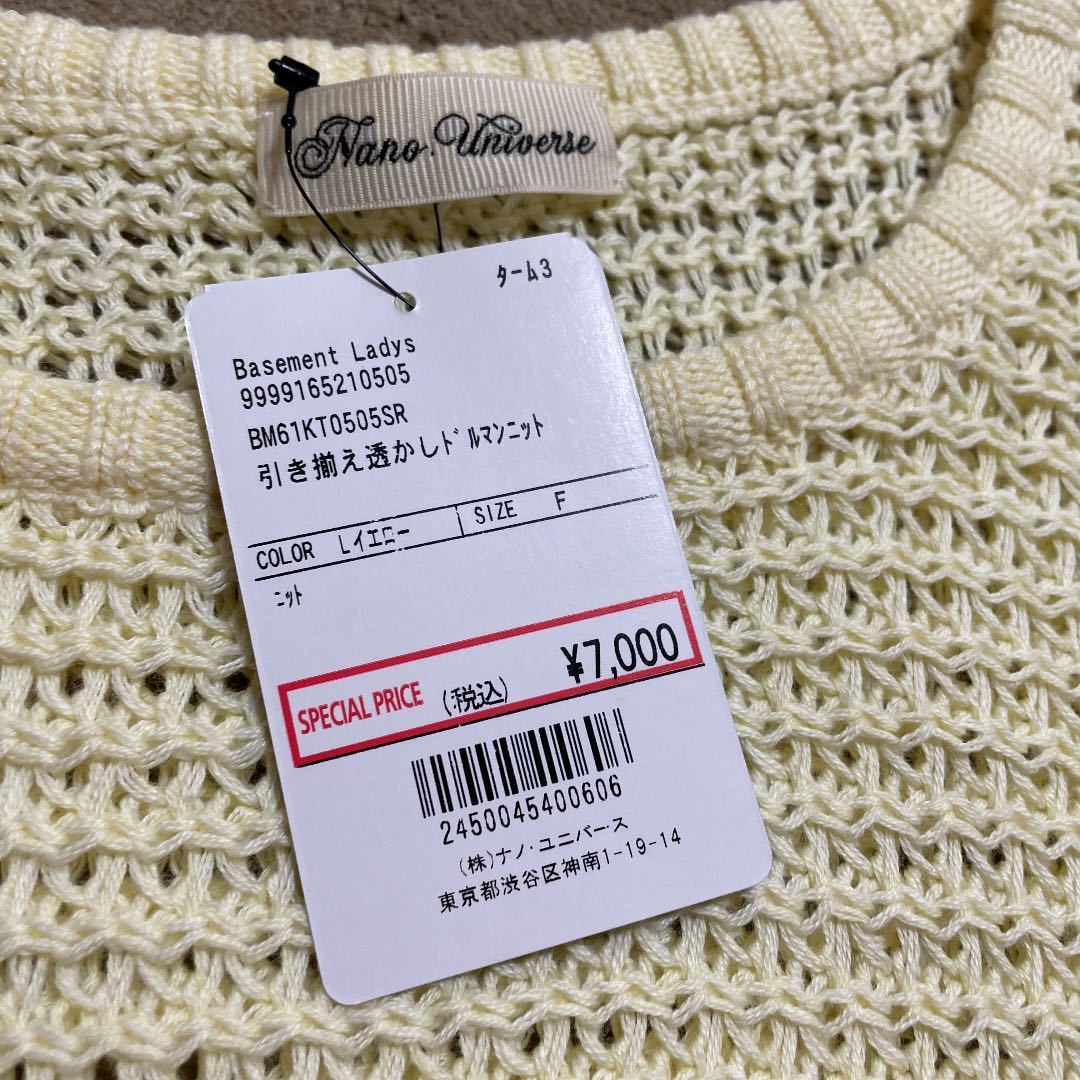 Nano Universe
ターム3
Basement Ladys
9999165210505
BM61KT0505SR
引き揃え透かしドルマンニット
COLOR Lイエロー SIZE F
ニット
SPECIAL PRICE (税込) ¥7,000
2450045400606
(株)ナノ・ユニバース
東京都渋谷区神南1-19-14